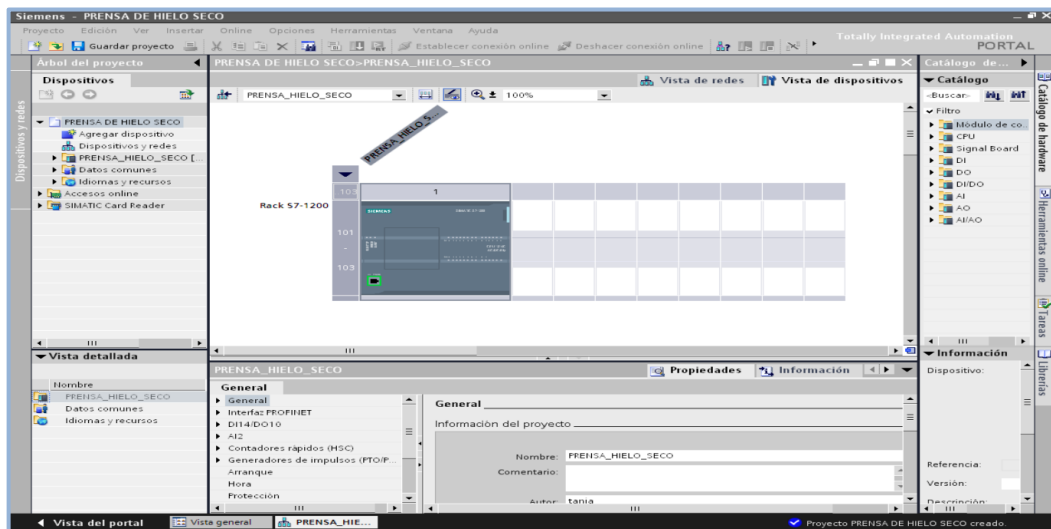 Siemens - PRENSA DE HIELO SECO
Proyecto Edición Ver Insertar Online Opciones Herramientas Ventana Ayuda
Totally Integrated Automation
PORTAL
Guardar proyecto
Establecer conexión online
Deshacer conexión online
Árbol del proyecto
Dispositivos
Dispositivos y redes
PRENSA DE HIELO SECO
Agregar dispositivo
Dispositivos y redes
PRENSA_HIELO_SECO [...
Datos comunes
Idiomas y recursos
Accesos online
SIMATIC Card Reader
Vista detallada
Nombre
PRENSA_HIELO_SECO
Datos comunes
Idiomas y recursos
PRENSA DE HIELO SECO>PRENSA_HIELO_SECO
Vista de redes
Vista de dispositivos
PRENSA_HIELO_SECO
100%
PRENSA_HIELO_S...
103
1
Rack S7-1200
SIEMENS
101
-
103
PRENSA_HIELO_SECO
Propiedades
Información
General
General
Interfaz PROFINET
DI14/DO10
AI2
Contadores rápidos (HSC)
Generadores de impulsos (PTO/P...
Arranque
Hora
Protección
General
Información del proyecto
Nombre: PRENSA_HIELO_SECO
Comentario:
Autor: tania
Catálogo de...
Catálogo
<Buscar>
Filtro
Módulo de co...
CPU
Signal Board
DI
DO
DI/DO
AI
AO
AI/AO
Información
Dispositivo:
Referencia:
Versión:
Descripción:
Catálogo de hardware
Herramientas online
Tareas
Librerías
Vista del portal
Vista general
PRENSA_HIE...
Proyecto PRENSA DE HIELO SECO creado.